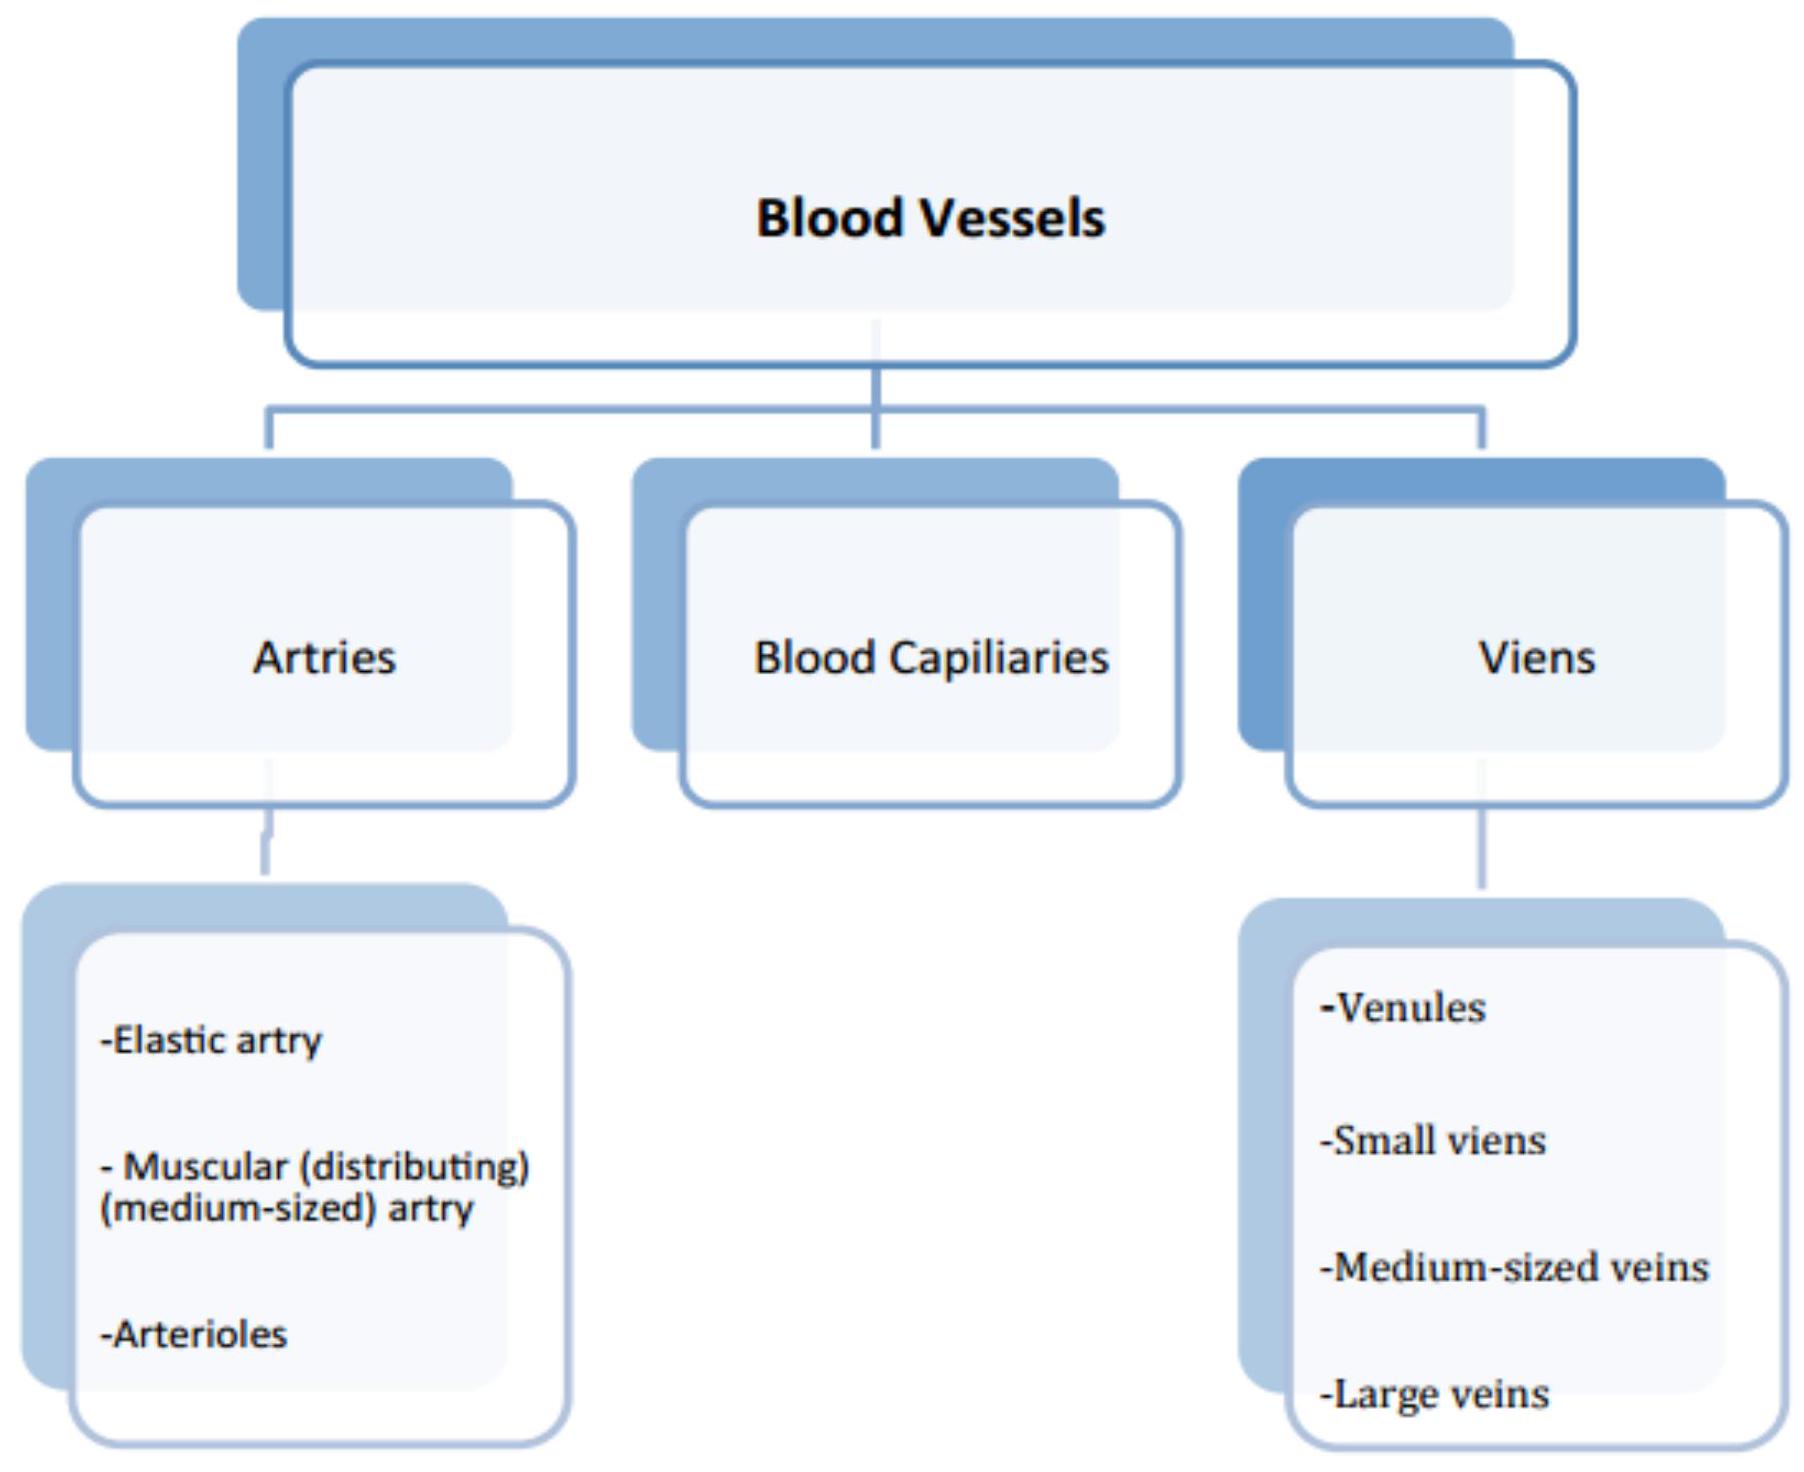 Blood Vessels
Artries
Blood Capiliaries
Viens
-Elastic artry
- Muscular (distributing)
(medium-sized) artry
-Arterioles
-Venules
-Small viens
-Medium-sized veins
-Large veins